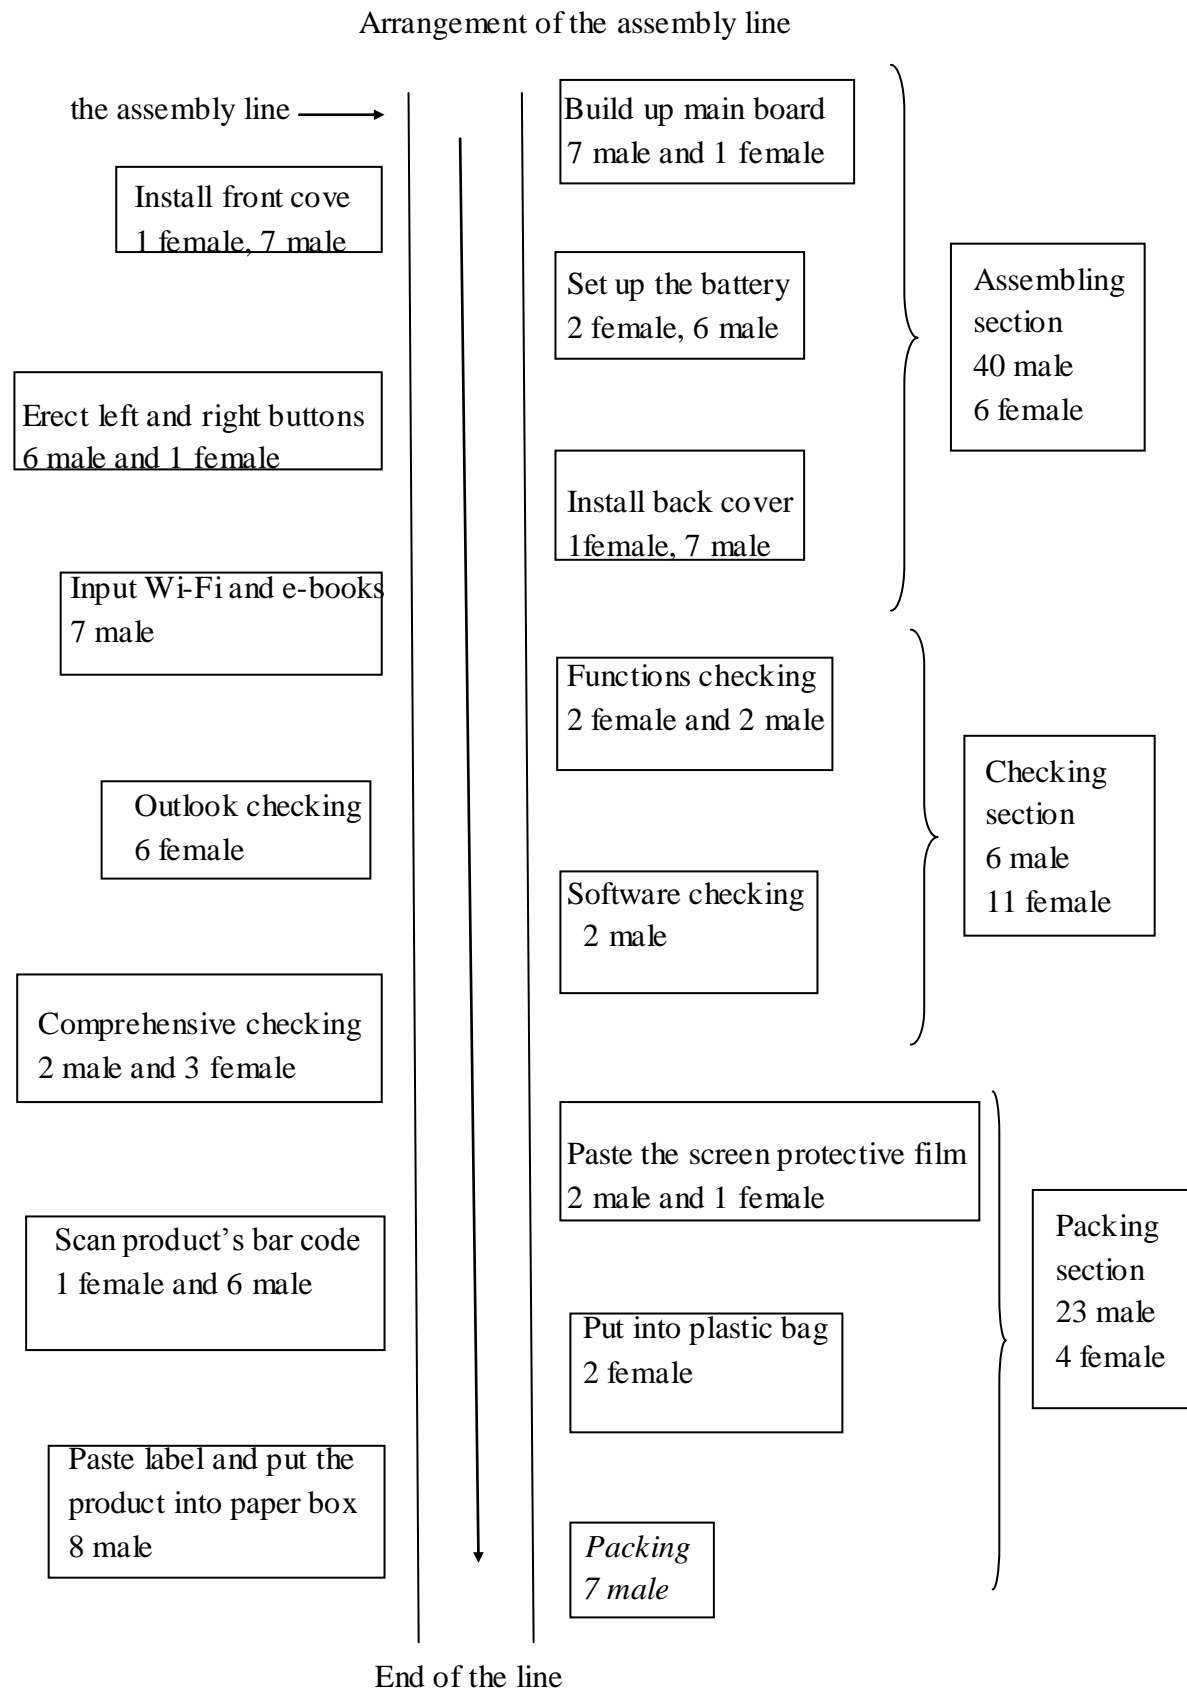 Arrangement of the assembly line
the assembly line
Build up main board
7 male and 1 female
Install front cove
1 female, 7 male
Set up the battery
2 female, 6 male
Assembling
section
40 male
6 female
Erect left and right buttons
6 male and 1 female
Install back cover
1female, 7 male
Input Wi-Fi and e-books
7 male
Functions checking
2 female and 2 male
Checking
section
6 male
11 female
Outlook checking
6 female
Software checking
2 male
Comprehensive checking
2 male and 3 female
Paste the screen protective film
2 male and 1 female
Packing
section
23 male
4 female
Scan product’s bar code
1 female and 6 male
Put into plastic bag
2 female
Paste label and put the
product into paper box
8 male
Packing
7 male
End of the line